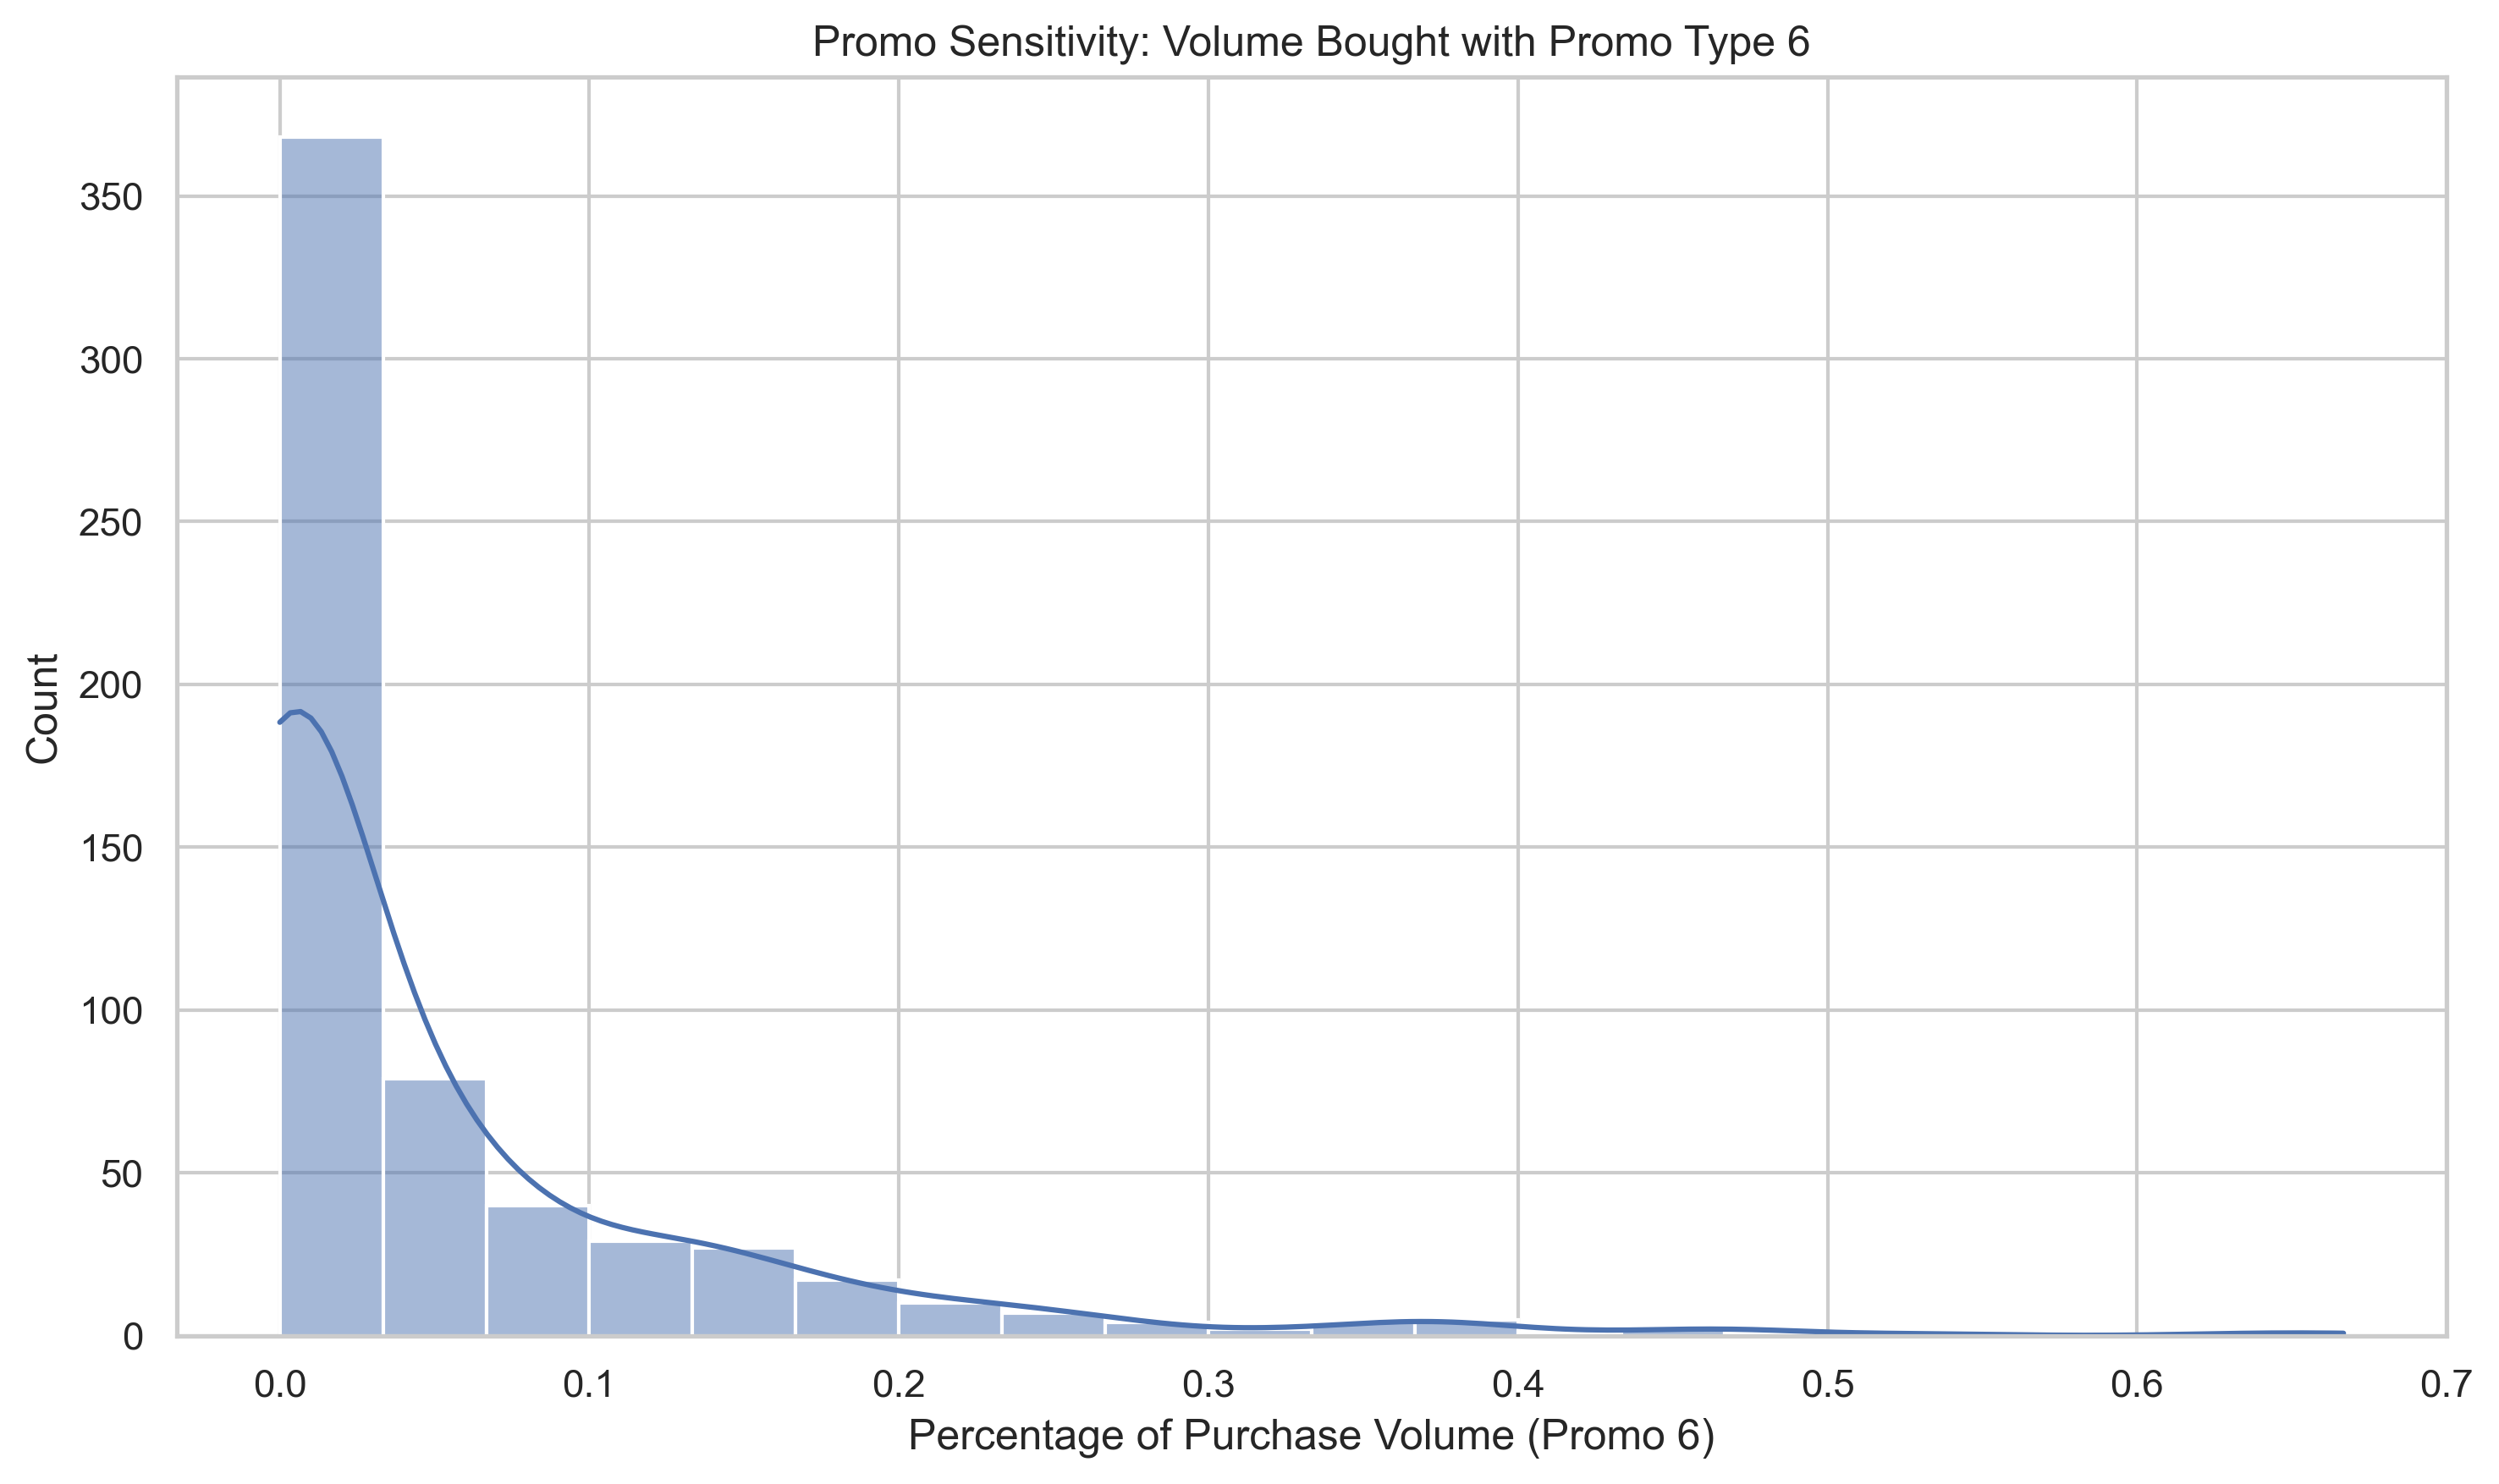 Promo Sensitivity: Volume Bought with Promo Type 6
350
300
250
200
150
100
50
0
Count
0.0 0.1 0.2 0.3 0.4 0.5 0.6 0.7
Percentage of Purchase Volume (Promo 6)